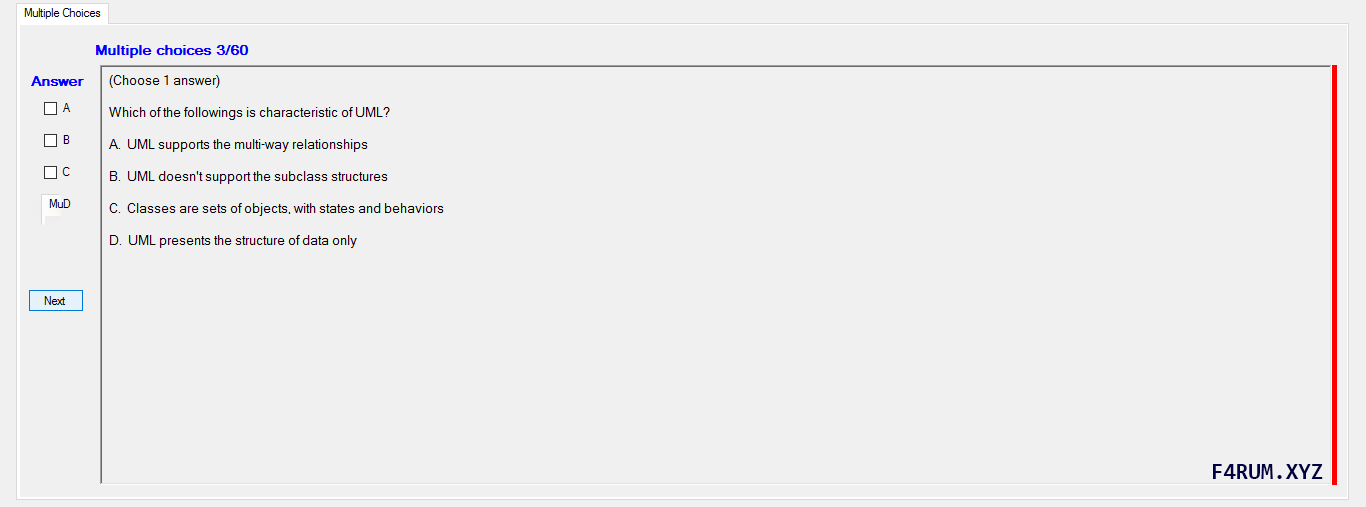 Multiple Choices
Multiple choices 3/60
Answer
(Choose 1 answer)
A
Which of the followings is characteristic of UML?
B
A. UML supports the multi-way relationships
C
B. UML doesn't support the subclass structures
MuD
C. Classes are sets of objects, with states and behaviors
D. UML presents the structure of data only
Next
F4RUM.XYZ